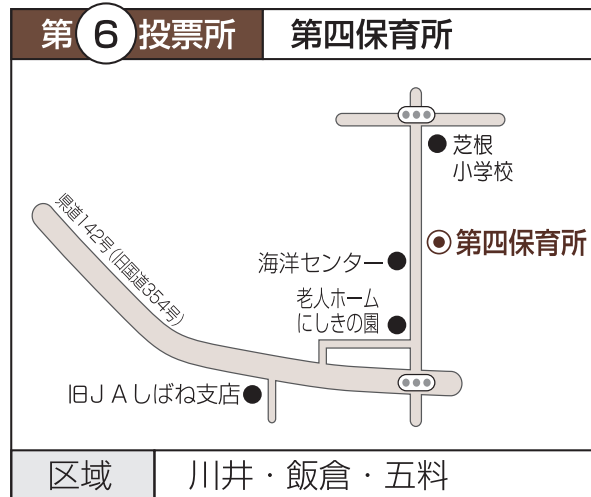 第6投票所 第四保育所
芝根
小学校
県道142号(旧国道354号)
第四保育所
海洋センター
老人ホーム
にしきの園
旧JAしばね支店
区域 川井・飯倉・五料